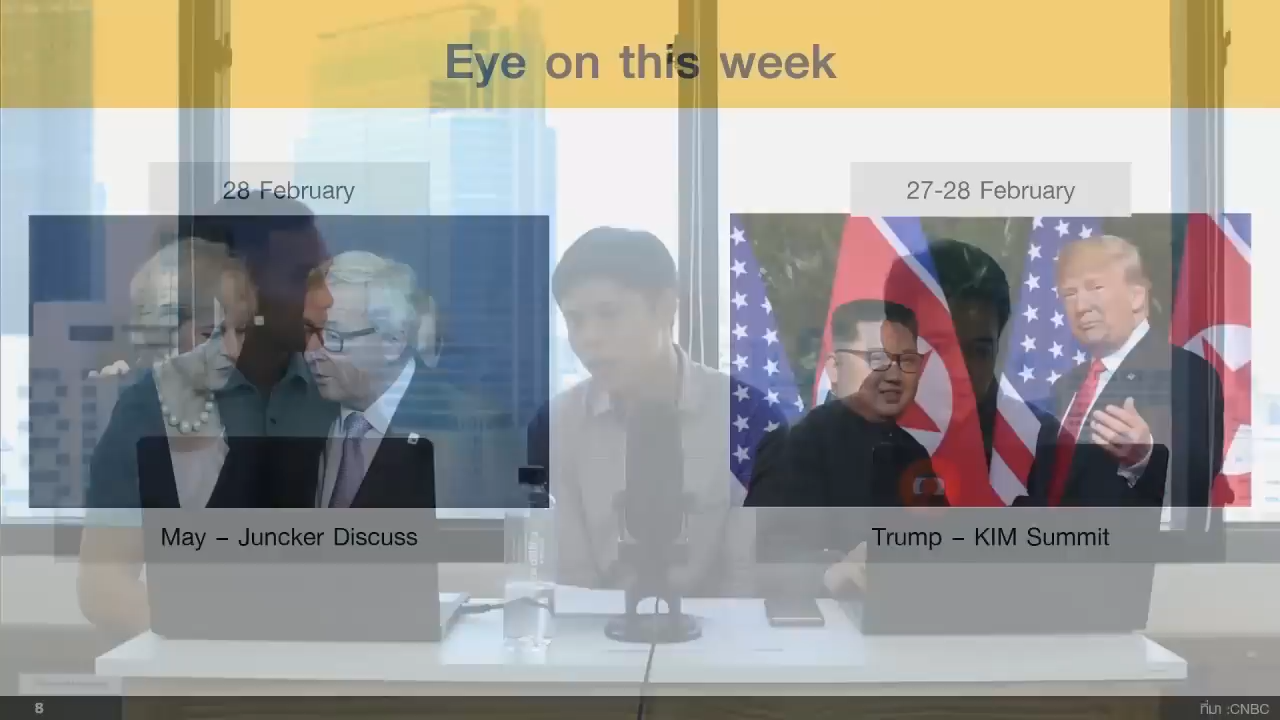 Eye on this week
28 February
27-28 February
May – Juncker Discuss
Trump – KIM Summit
8
ที่มา :CNBC